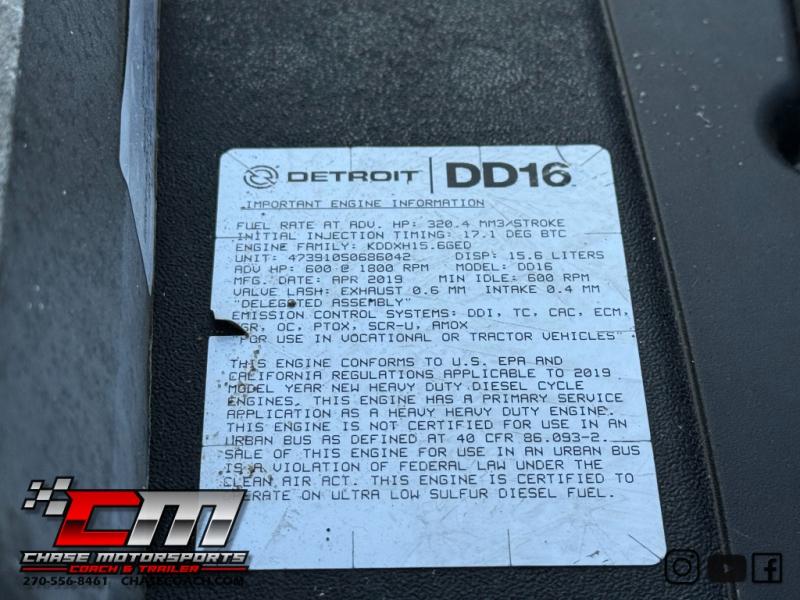 DETROIT | DD16
IMPORTANT ENGINE INFORMATION
FUEL RATE AT ADV. HP: 320.4 MM3/STROKE
INITIAL INJECTION TIMING: 17.1 DEG BTC
ENGINE FAMILY: KDDXH15.6GED
UNIT: 473910S0686042 DISP: 15.6 LITERS
ADV HP: 600 @ 1800 RPM MODEL: DD16
MFG. DATE: APR 2019 MIN IDLE: 600 RPM
VALVE LASH: EXHAUST 0.6 MM INTAKE 0.4 MM
"DELEGATED ASSEMBLY"
EMISSION CONTROL SYSTEMS: DDI, TC, CAC, ECM,
GR, OC, PTOX, SCR-U, AMOX
"FOR USE IN VOCATIONAL OR TRACTOR VEHICLES"
THIS ENGINE CONFORMS TO U.S. EPA AND
CALIFORNIA REGULATIONS APPLICABLE TO 2019
MODEL YEAR NEW HEAVY DUTY DIESEL CYCLE
ENGINES. THIS ENGINE HAS A PRIMARY SERVICE
APPLICATION AS A HEAVY HEAVY DUTY ENGINE.
THIS ENGINE IS NOT CERTIFIED FOR USE IN AN
URBAN BUS AS DEFINED AT 40 CFR 86.093-2.
SALE OF THIS ENGINE FOR USE IN AN URBAN BUS
IS A VIOLATION OF FEDERAL LAW UNDER THE
CLEAN AIR ACT. THIS ENGINE IS CERTIFIED TO
OPERATE ON ULTRA LOW SULFUR DIESEL FUEL.
CM
CHASE MOTORSPORTS
COACH & TRAILER
270-556-8461 CHASECOACH.COM